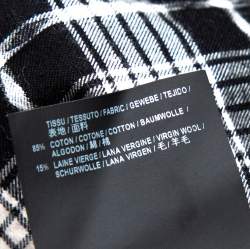 TISSU / TESSUTO / FABRIC / GEWEBE / TEJIDO /
表地 / 面料
85% COTON / COTONE / COTTON / BAUMWOLLE /
ALGODON / 綿 / 棉
15% LAINE VIERGE / LANA VERGINE / VIRGIN WOOL /
SCHURWOLLE / LANA VIRGEN / 毛 / 羊毛